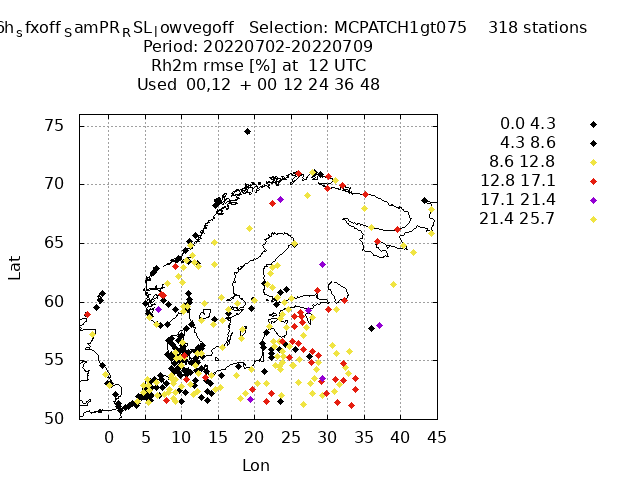 6h_sfxoff_SamPR_RSL_lowvegoff Selection: MCPATCH1gt075 318 stations
Period: 20220702-20220709
Rh2m rmse [%] at 12 UTC
Used 00,12 + 00 12 24 36 48
0.0 4.3
4.3 8.6
8.6 12.8
12.8 17.1
17.1 21.4
21.4 25.7
75
70
65
60
55
50
Lat
0 5 10 15 20 25 30 35 40 45
Lon